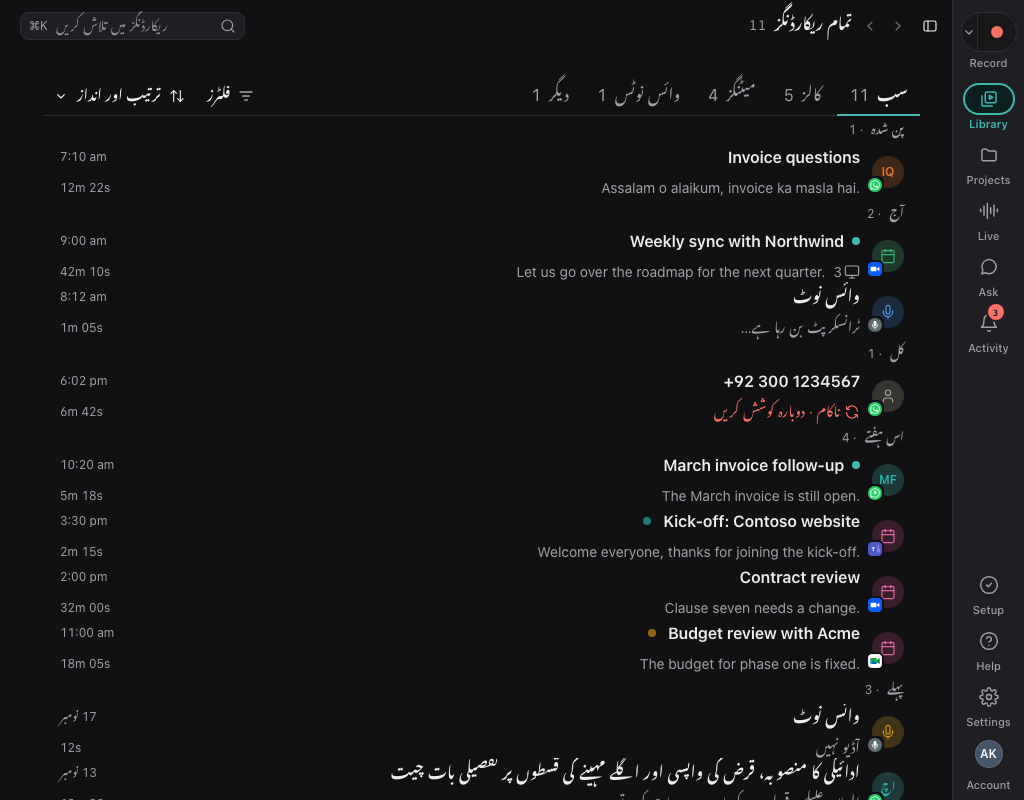 تمام ریکارڈنگز 11
ریکارڈنگز میں تلاش کریں ⌘K
سب 11
کالز 5
میٹنگز 4
وائس نوٹس 1
دیگر 1
فلٹرز
ترتیب اور انداز
پن شدہ · 1
IQ
Invoice questions
7:10 am
Assalam o alaikum, invoice ka masla hai.
12m 22s
آج · 2
Weekly sync with Northwind
9:00 am
Let us go over the roadmap for the next quarter. 3
42m 10s
وائس نوٹ
8:12 am
ٹرانسکرپٹ بن رہا ہے...
1m 05s
کل · 1
+92 300 1234567
6:02 pm
ناکام · دوبارہ کوشش کریں
6m 42s
اس ہفتے · 4
MF
March invoice follow-up
10:20 am
The March invoice is still open.
5m 18s
Kick-off: Contoso website
3:30 pm
Welcome everyone, thanks for joining the kick-off.
2m 15s
Contract review
2:00 pm
Clause seven needs a change.
32m 00s
Budget review with Acme
11:00 am
The budget for phase one is fixed.
18m 05s
پہلے · 3
وائس نوٹ
17 نومبر
آڈیو نہیں
12s
اچ
ادائیگی کا منصوبہ، قرض کی واپسی اور اگلے مہینے کی قسطوں پر تفصیلی بات چیت
13 نومبر
Record
Library
Projects
Live
Ask
3
Activity
Setup
Help
Settings
AK
Account